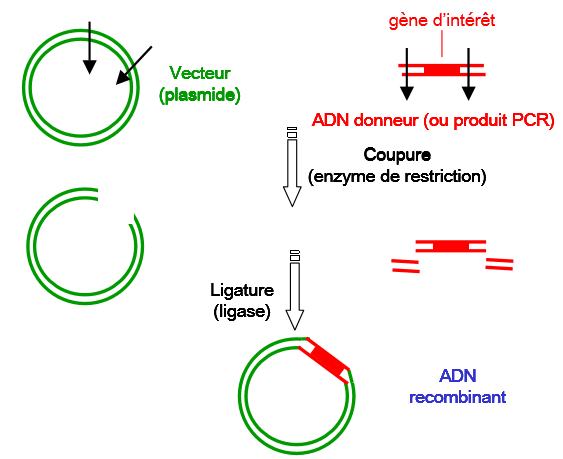 gène d'intérêt
Vecteur
(plasmide)
ADN donneur (ou produit PCR)
Coupure
(enzyme de restriction)
Ligature
(ligase)
ADN
recombinant